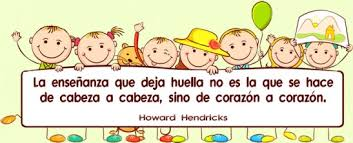 La enseñanza que deja huella no es la que se hace
de cabeza a cabeza, sino de corazón a corazón.
Howard Hendricks